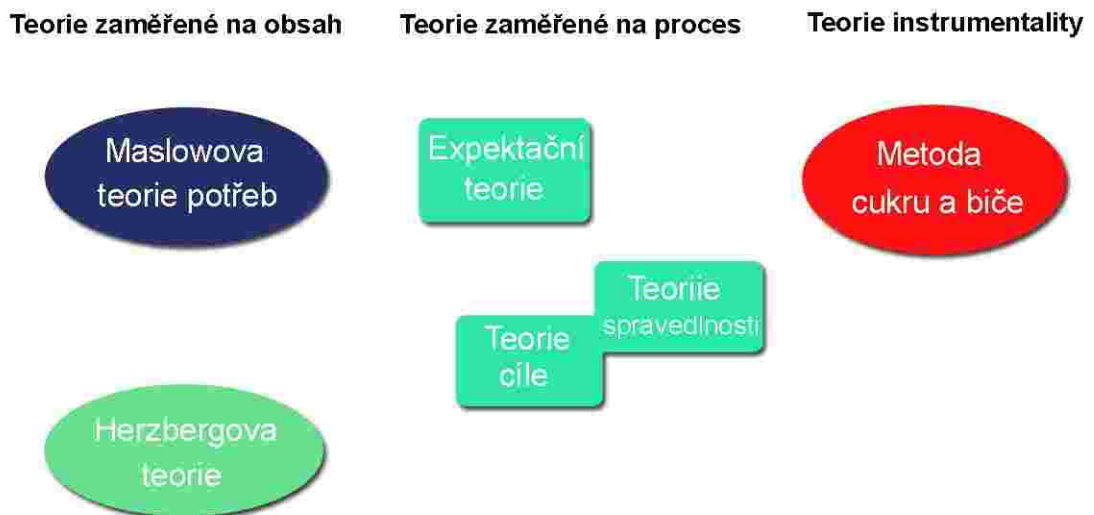 Teorie zaměřené na obsah
Teorie zaměřené na proces
Teorie instrumentality
Maslowova
teorie potřeb
Expektační
teorie
Metoda
cukru a biče
Teoriie
spravedlnosti
Teorie
cíle
Herzbergova
teorie